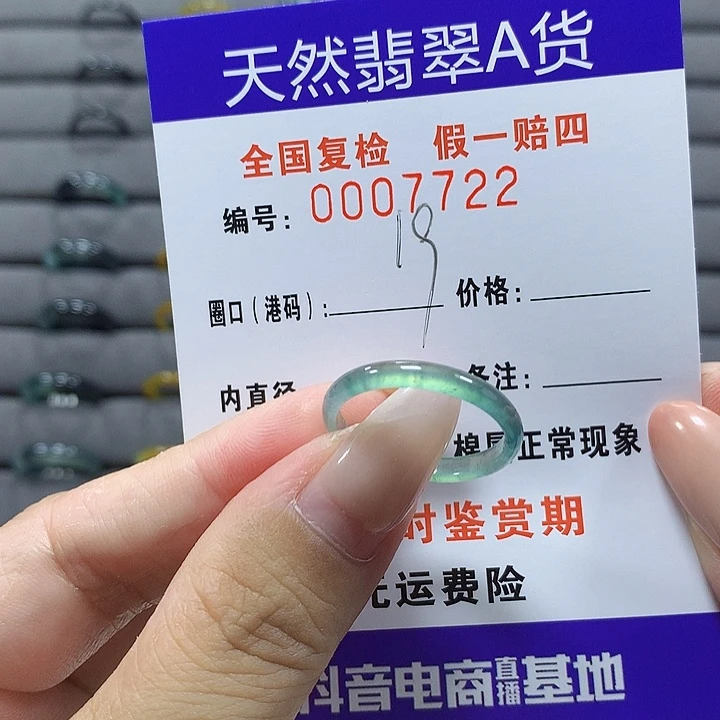 天然翡翠A货
全国复检 假一赔四
编号: 0007722
19
圈口(港码): 价格:
内直径 备注:
棉 正常现象
时鉴赏期
运费险
抖音电商直播基地